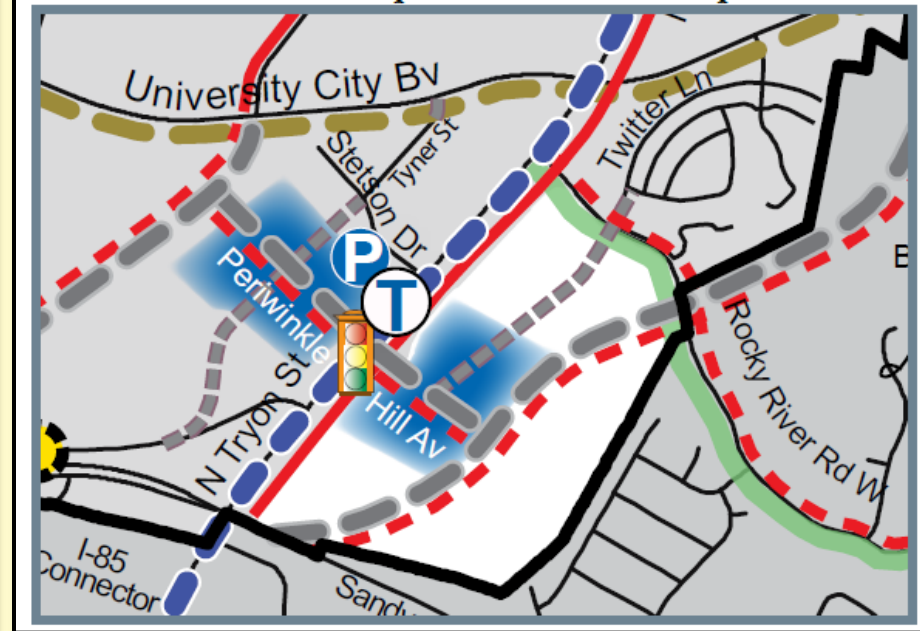 University City Bv
Twitter Ln
Tyner St
Stetson Dr
P
T
Periwinkle
Hill Av
N Tryon St
Rocky River Rd W
I-85
Connector
Sandy
B